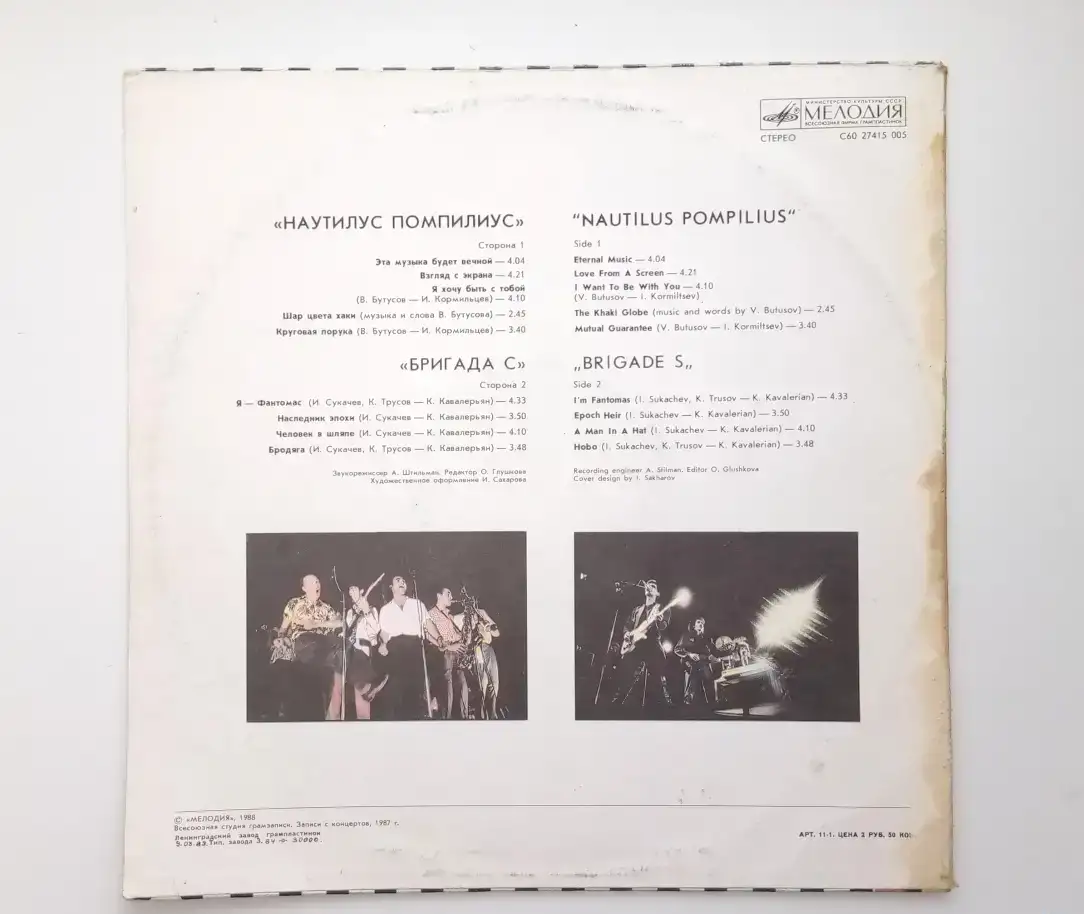 МИНИСТЕРСТВО КУЛЬТУРЫ СССР
МЕЛОДИЯ
ВСЕСОЮЗНАЯ ФИРМА ГРАМПЛАСТИНОК
СТЕРЕО С60 27415 005
«НАУТИЛУС ПОМПИЛИУС»
Сторона 1
Эта музыка будет вечной — 4.04
Взгляд с экрана — 4.21
Я хочу быть с тобой
(В. Бутусов — И. Кормильцев) — 4.10
Шар цвета хаки (музыка и слова В. Бутусова) — 2.45
Круговая порука (В. Бутусов — И. Кормильцев) — 3.40
«БРИГАДА С»
Сторона 2
Я — Фантомас (И. Сукачев, К. Трусов — К. Кавалерьян) — 4.33
Наследник эпохи (И. Сукачев — К. Кавалерьян) — 3.50
Человек в шляпе (И. Сукачев — К. Кавалерьян) — 4.10
Бродяга (И. Сукачев, К. Трусов — К. Кавалерьян) — 3.48
Звукорежиссер А. Штильман. Редактор О. Глушкова
Художественное оформление И. Сахарова
"NAUTILUS POMPILIUS"
Side 1
Eternal Music — 4.04
Love From A Screen — 4.21
I Want To Be With You — 4.10
(V. Butusov — I. Kormiltsev)
The Khaki Globe (music and words by V. Butusov) — 2.45
Mutual Guarantee (V. Butusov — I. Kormiltsev) — 3.40
„BRIGADE S„
Side 2
I'm Fantomas (I. Sukachev, K. Trusov — K. Kavalerian) — 4.33
Epoch Heir (I. Sukachev — K. Kavalerian) — 3.50
A Man In A Hat (I. Sukachev — K. Kavalerian) — 4.10
Hobo (I. Sukachev, K. Trusov — K. Kavalerian) — 3.48
Recording engineer A. Stilman. Editor O. Glushkova
Cover design by I. Sakharov
© «МЕЛОДИЯ», 1988
Всесоюзная студия грамзаписи. Записи с концертов, 1987 г.
Ленинградский завод грампластинок
Тип. завода З.
АРТ. 11-1. ЦЕНА 2 РУБ. 50 КОП